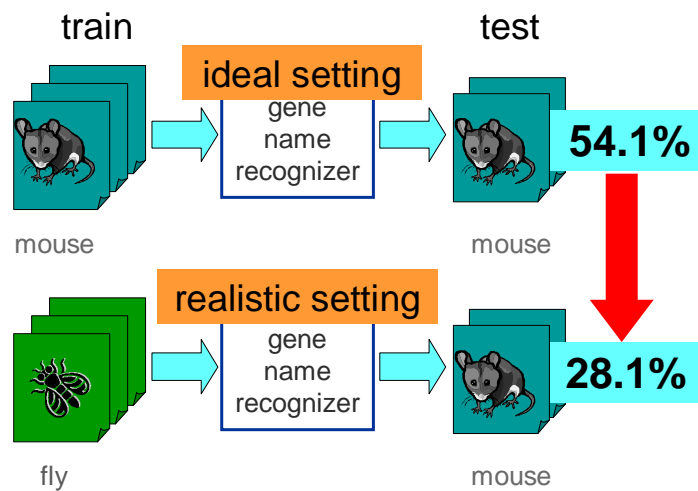 train
test
ideal setting
gene
name
recognizer
54.1%
mouse
mouse
realistic setting
gene
name
recognizer
28.1%
fly
mouse